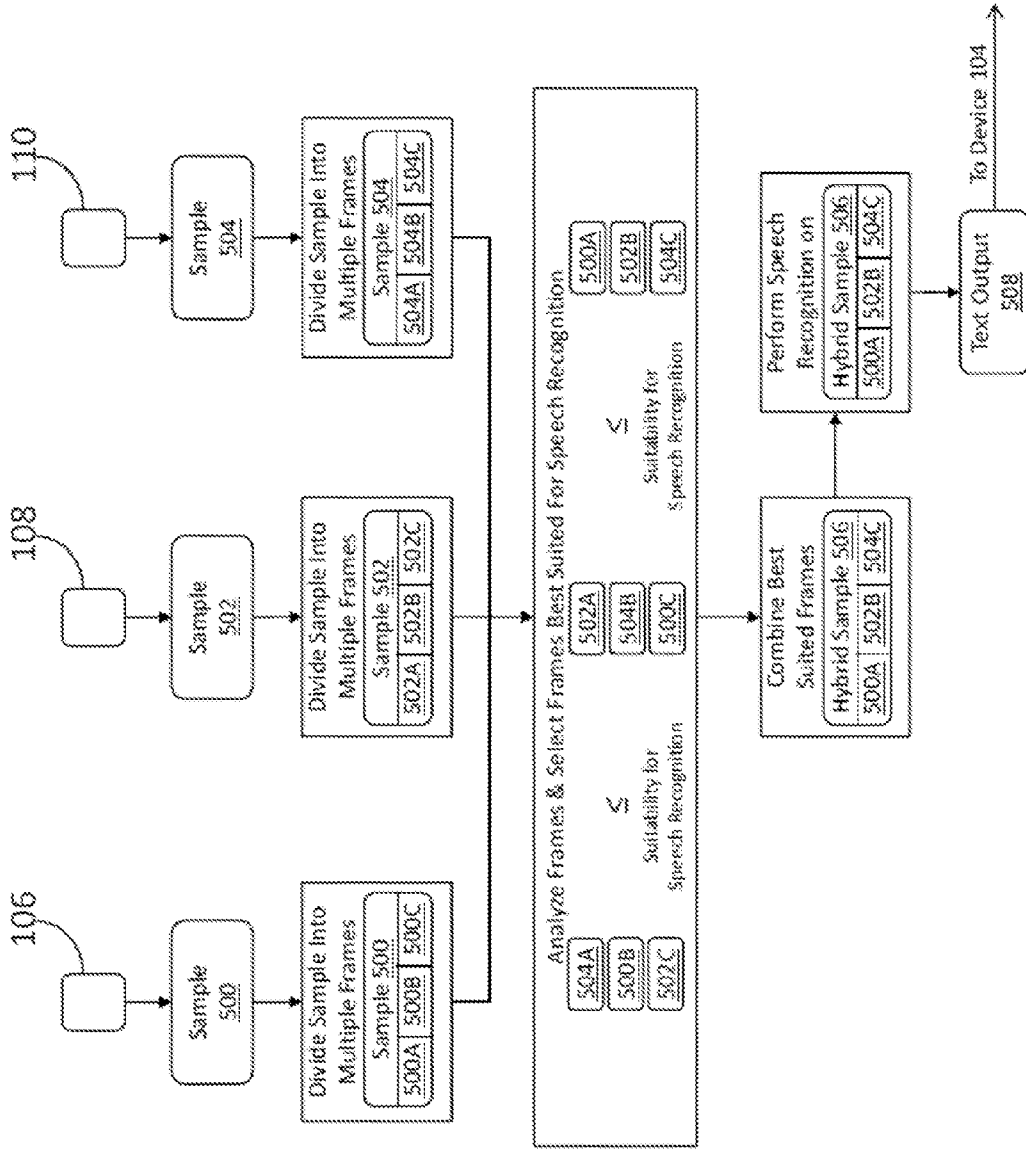 106
108
110
Sample
500
Sample
502
Sample
504
Divide Sample Into
Multiple Frames
Sample 500
500A 500B 500C
Divide Sample Into
Multiple Frames
Sample 502
502A 502B 502C
Divide Sample Into
Multiple Frames
Sample 504
504A 504B 504C
Analyze Frames & Select Frames Best Suited For Speech Recognition
504A
500B
502C
≤
Suitability for
Speech Recognition
502A
504B
500C
≤
Suitability for
Speech Recognition
500A
502B
504C
Combine Best
Suited Frames
Hybrid Sample 506
500A 502B 504C
Perform Speech
Recognition on
Hybrid Sample 506
500A 502B 504C
Text Output
508
To Device 104